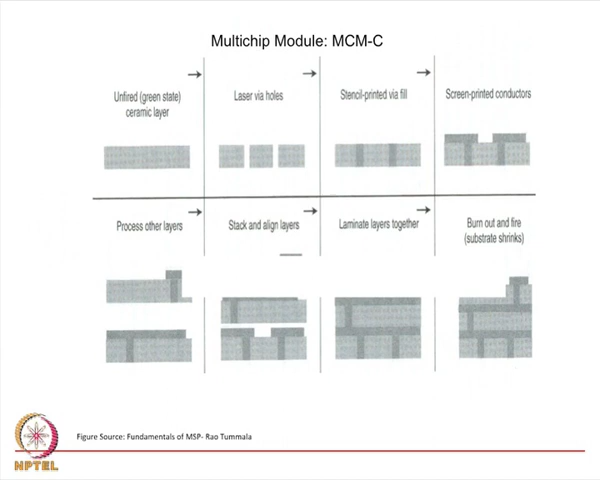 Multichip Module: MCM-C
Unfired (green state)
ceramic layer
Laser via holes
Stencil-printed via fill
Screen-printed conductors
Process other layers
Stack and align layers
Laminate layers together
Burn out and fire
(substrate shrinks)
Figure Source: Fundamentals of MSP- Rao Tummala
NPTEL